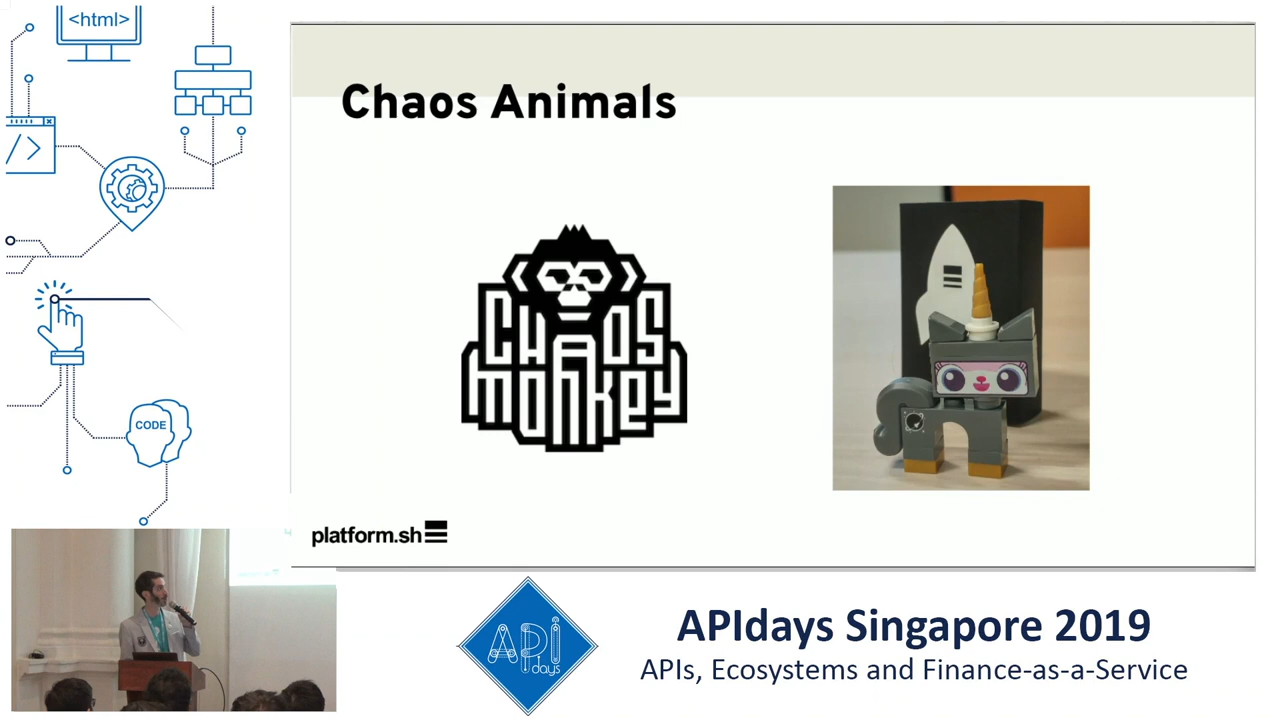 <html>
</>
CODE
Chaos Animals
CHAOS
monkey
platform.sh
API
days
APIdays Singapore 2019
APIs, Ecosystems and Finance-as-a-Service